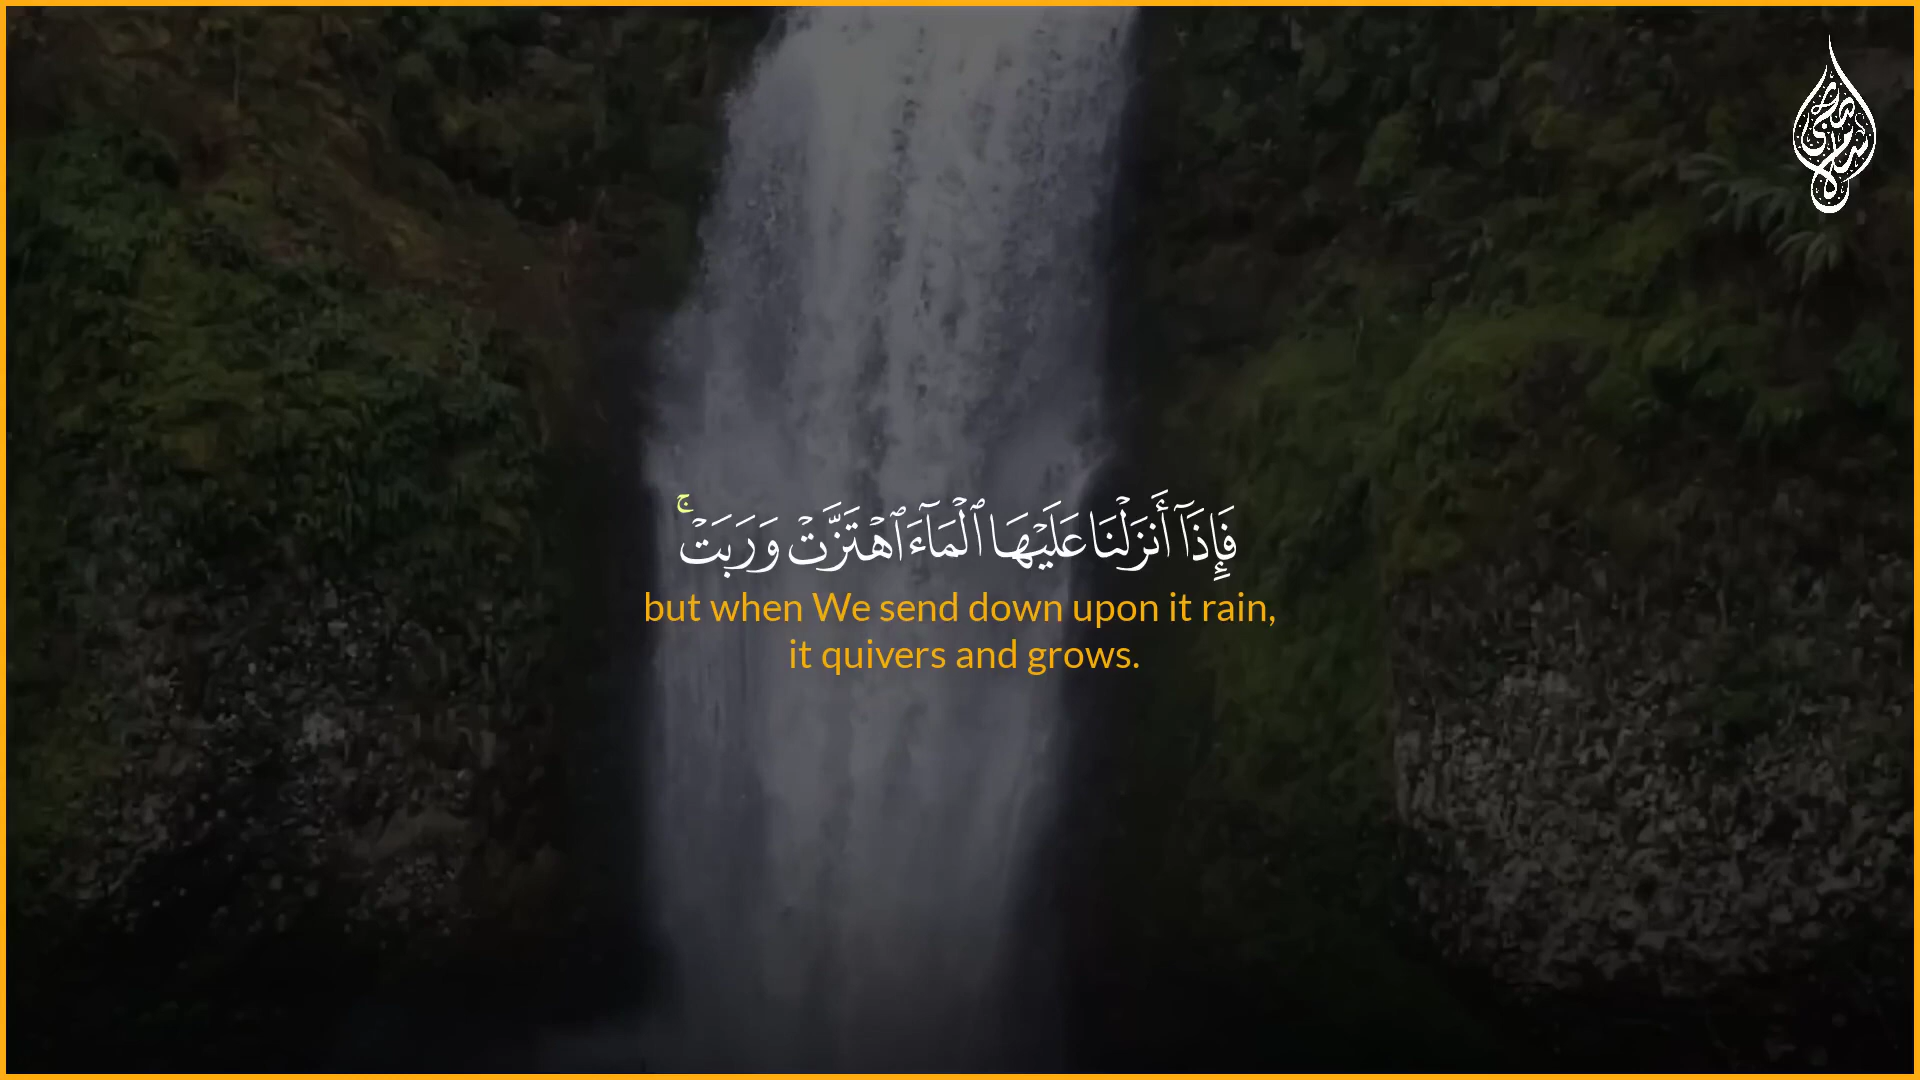 فَإِذَآ أَنزَلْنَا عَلَيْهَا ٱلْمَآءَ ٱهْتَزَّتْ وَرَبَتْ ۚ
but when We send down upon it rain,
it quivers and grows.